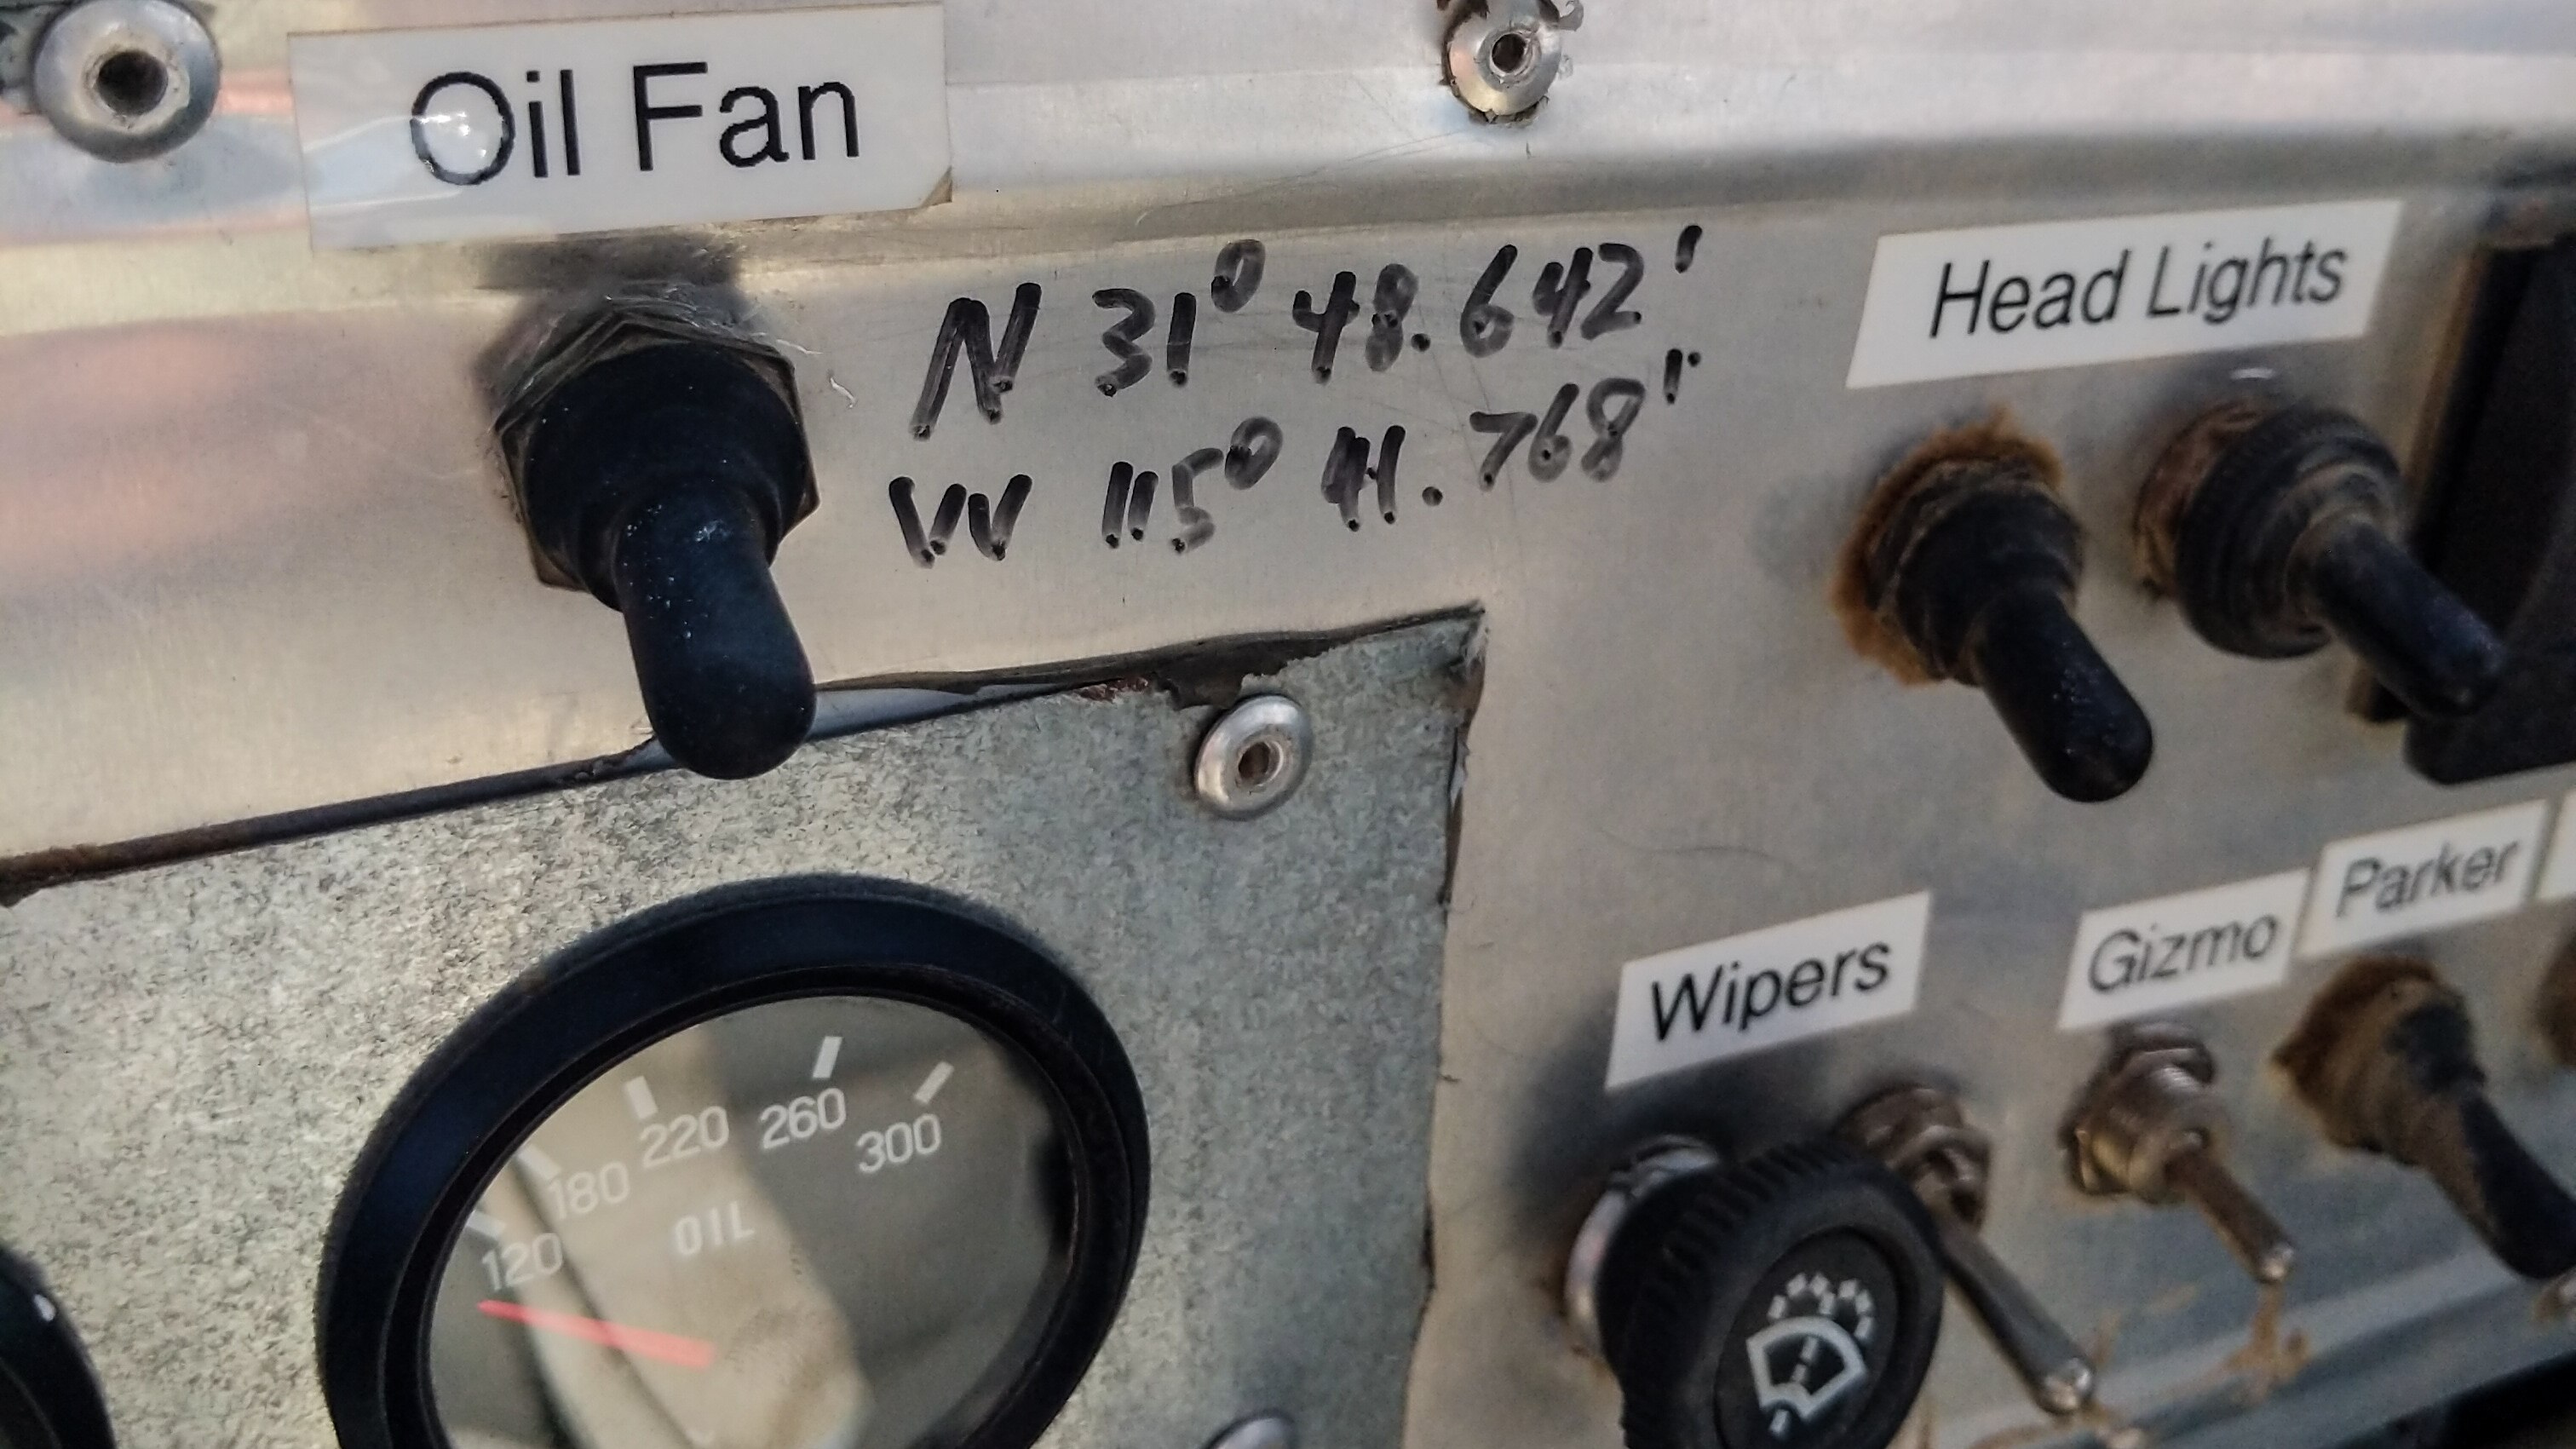 Oil Fan
N 31° 48.642'
W 115° 41.768'
Head Lights
Wipers
Gizmo
Parker
120
180
220
260
300
OIL